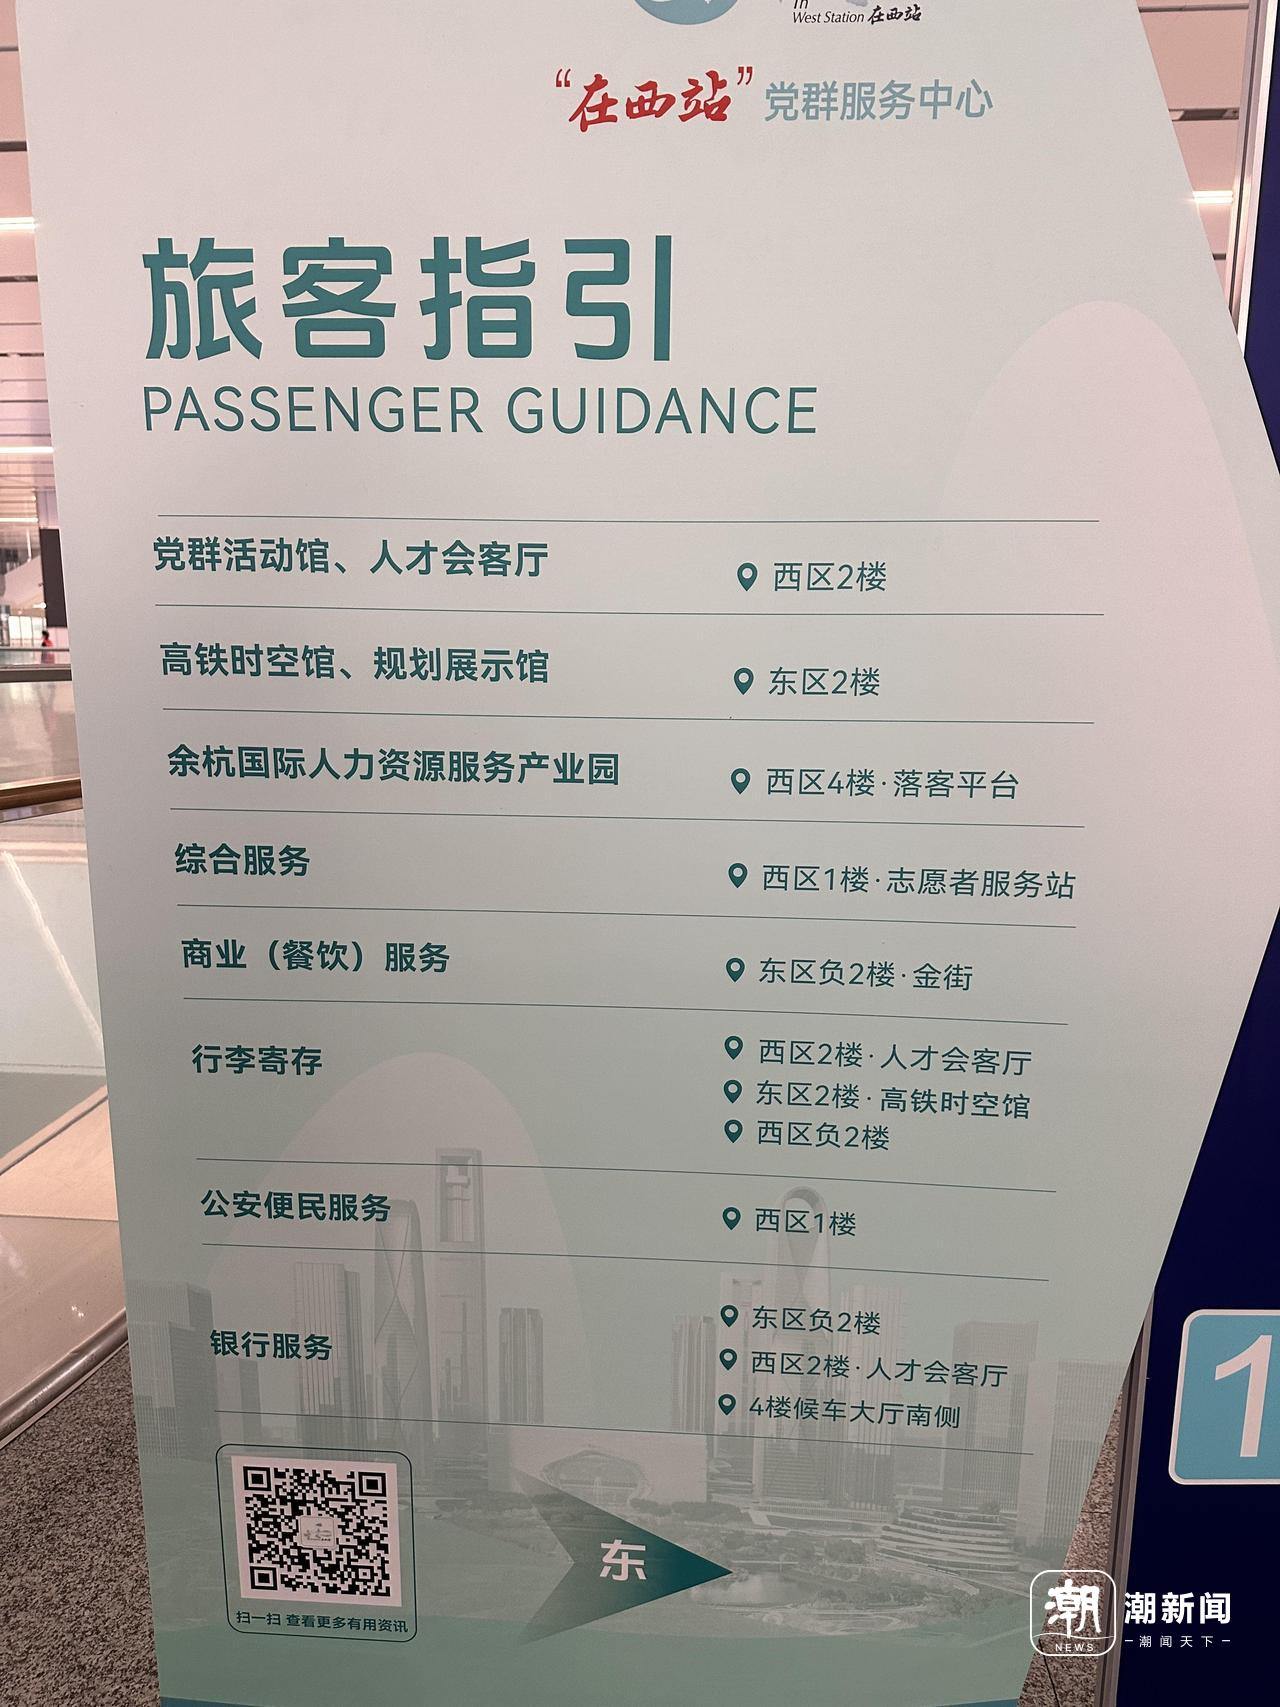 In
West Station 在西站
“在西站”党群服务中心
旅客指引
PASSENGER GUIDANCE
党群活动馆、人才会客厅 西区2楼
高铁时空馆、规划展示馆 东区2楼
余杭国际人力资源服务产业园 西区4楼·落客平台
综合服务 西区1楼·志愿者服务站
商业（餐饮）服务 东区负2楼·金街
行李寄存 西区2楼·人才会客厅
东区2楼·高铁时空馆
西区负2楼
公安便民服务 西区1楼
银行服务 东区负2楼
西区2楼·人才会客厅
4楼候车大厅南侧
东
扫一扫 查看更多有用资讯
1
潮 潮新闻
NEWS 潮闻天下